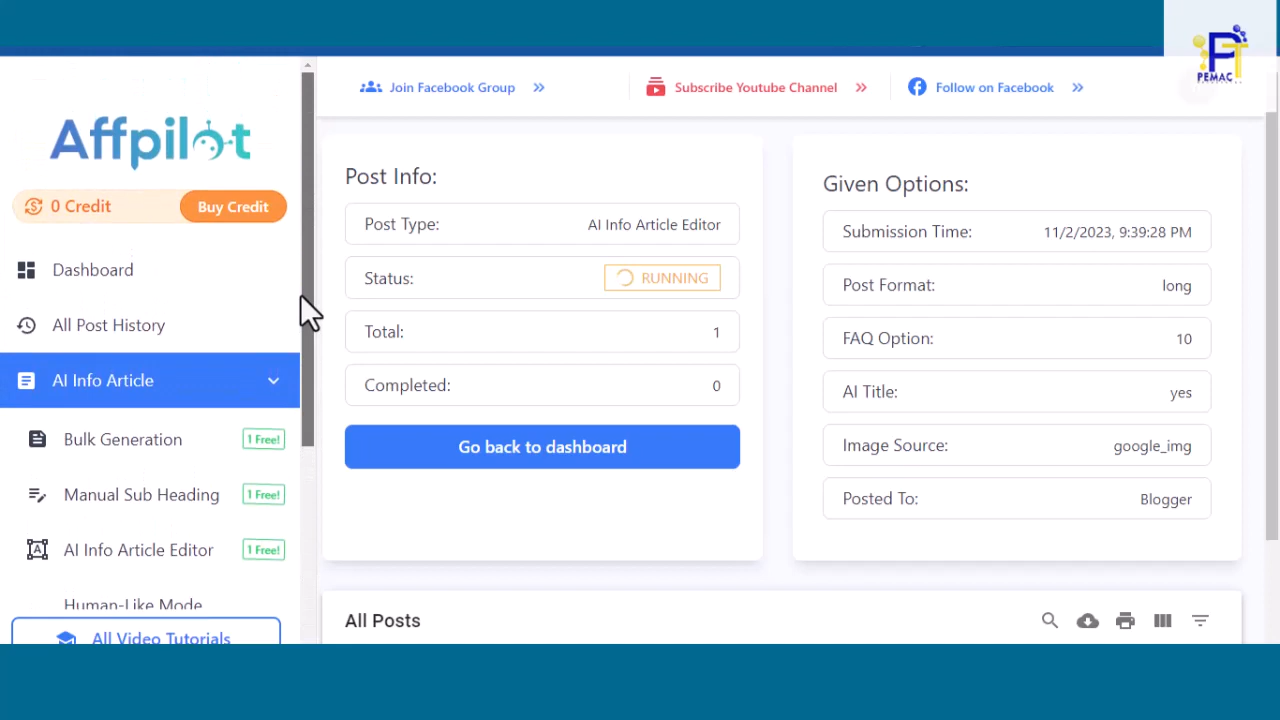 PT
PEMAC
Join Facebook Group
Subscribe Youtube Channel
Follow on Facebook
Affpilot
0 Credit
Buy Credit
Dashboard
All Post History
AI Info Article
Bulk Generation
1 Free!
Manual Sub Heading
1 Free!
AI Info Article Editor
1 Free!
Human-Like Mode
All Video Tutorials
Post Info:
Post Type: AI Info Article Editor
Status: RUNNING
Total: 1
Completed: 0
Go back to dashboard
Given Options:
Submission Time: 11/2/2023, 9:39:28 PM
Post Format: long
FAQ Option: 10
AI Title: yes
Image Source: google_img
Posted To: Blogger
All Posts